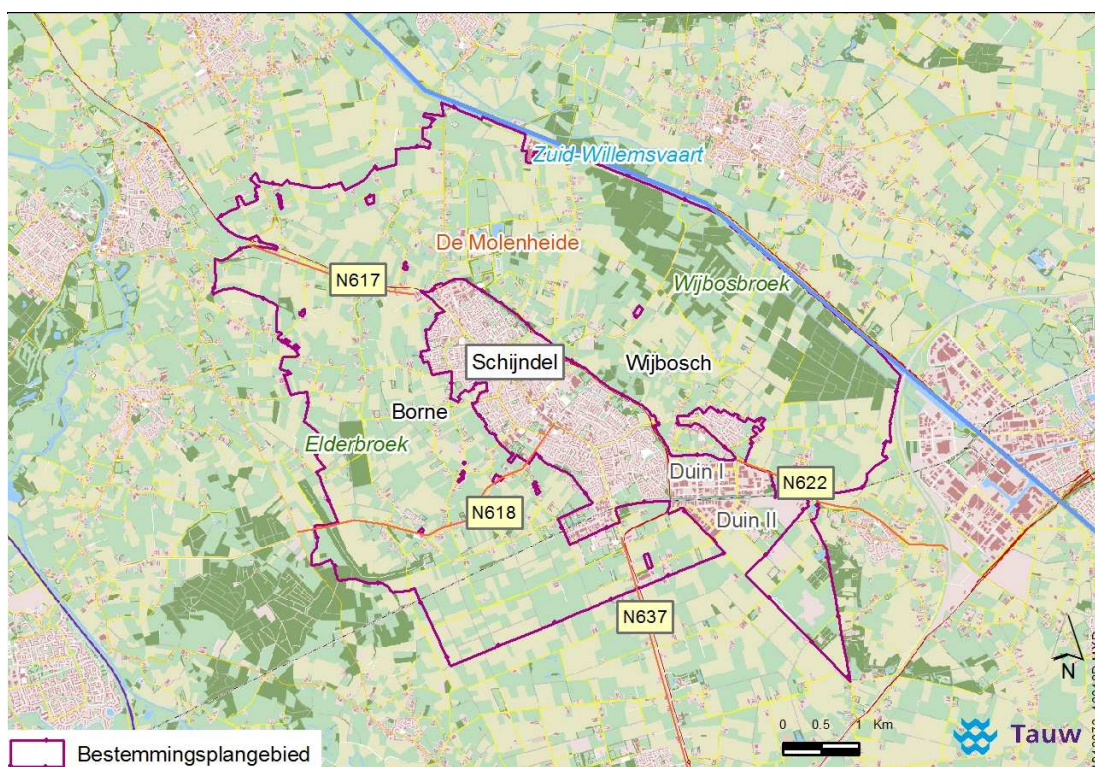 Zuid-Willemsvaart
De Molenheide
N617
Wijbosbroek
Schijndel
Wijbosch
Borne
Elderbroek
Duin I
N622
N618
Duin II
N637
N
0 0.5 1 Km
Tauw
Bestemmingsplangebied